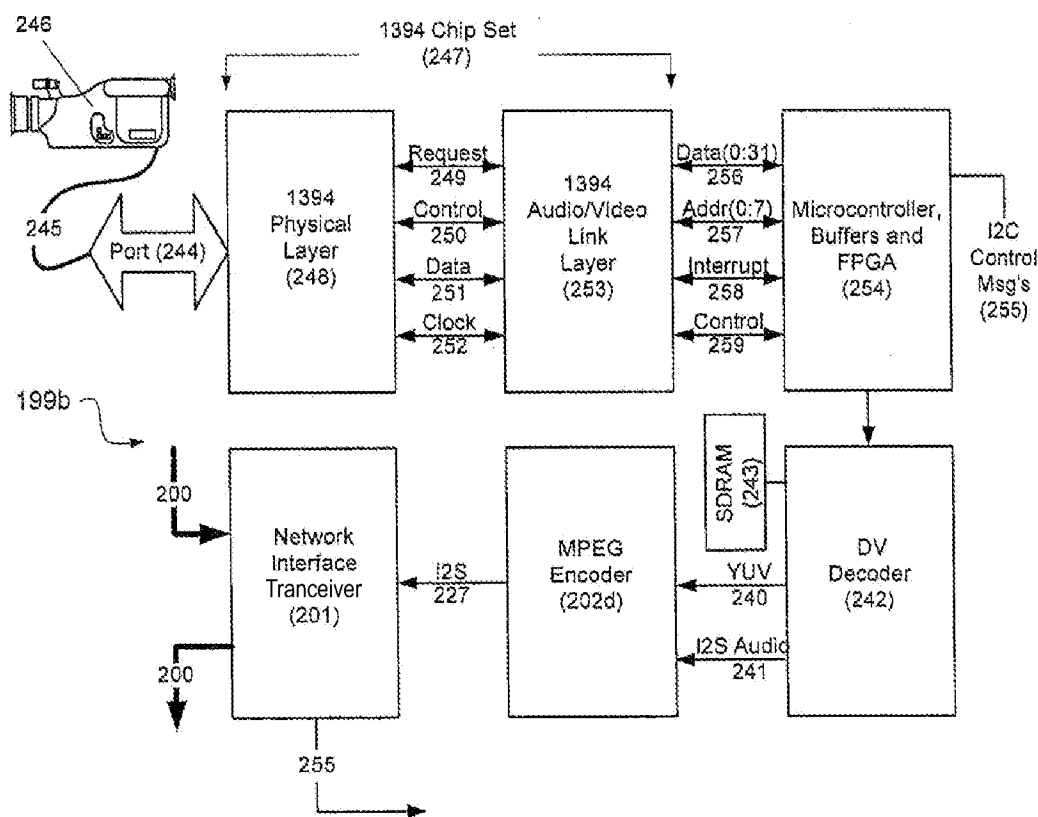 246
1394 Chip Set
(247)
245
Port (244)
1394
Physical
Layer
(248)
Request
249
Control
250
Data
251
Clock
252
1394
Audio/Video
Link
Layer
(253)
Data(0:31)
256
Addr(0:7)
257
Interrupt
258
Control
259
Microcontroller,
Buffers and
FPGA
(254)
I2C
Control
Msg's
(255)
199b
200
200
Network
Interface
Tranceiver
(201)
I2S
227
MPEG
Encoder
(202d)
SDRAM
(243)
YUV
240
I2S Audio
241
DV
Decoder
(242)
255